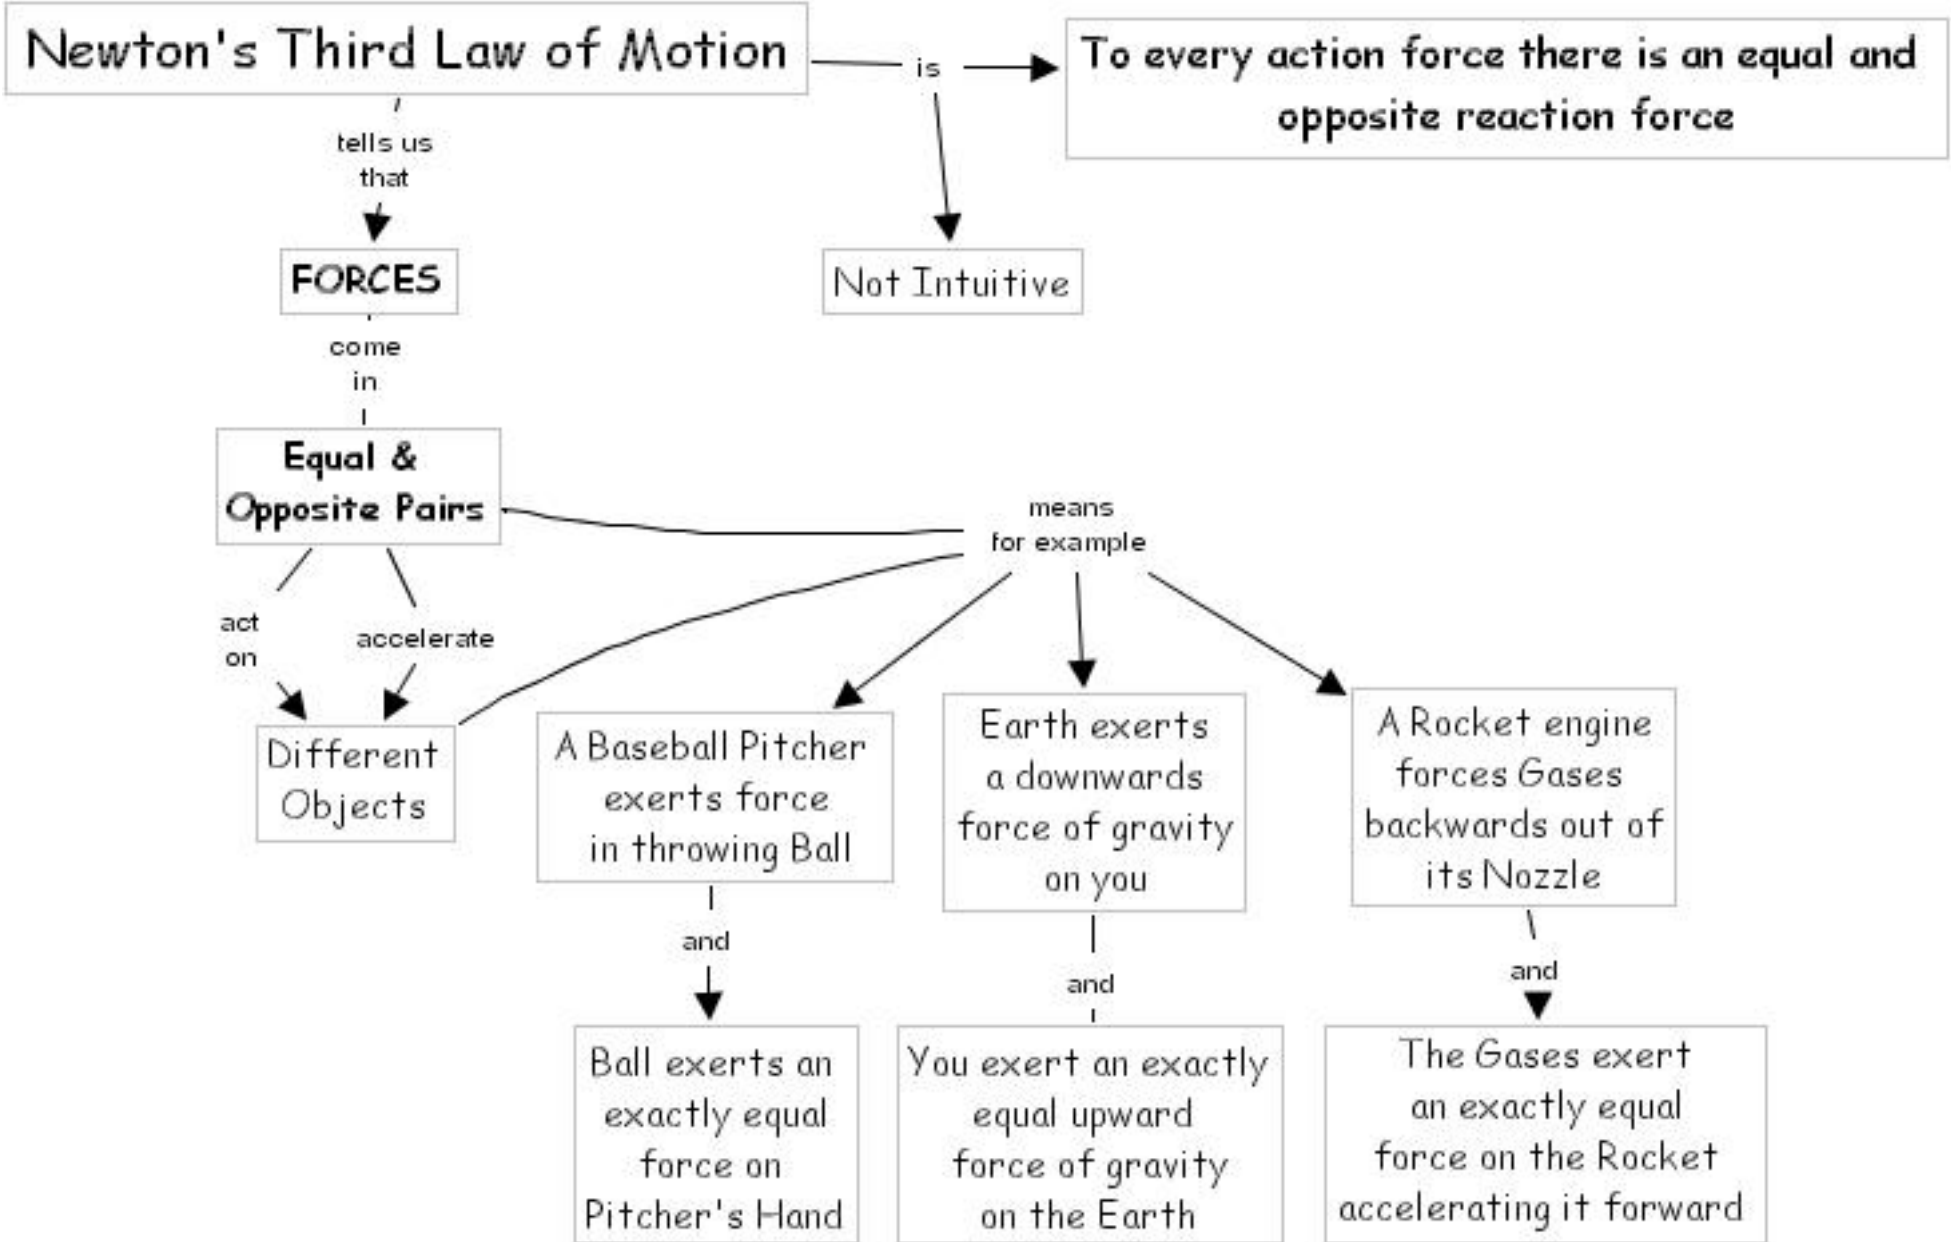 Newton's Third Law of Motion
is
To every action force there is an equal and
opposite reaction force
tells us
that
FORCES
Not Intuitive
come
in
Equal &
Opposite Pairs
means
for example
act
on
accelerate
Different
Objects
A Baseball Pitcher
exerts force
in throwing Ball
Earth exerts
a downwards
force of gravity
on you
A Rocket engine
forces Gases
backwards out of
its Nozzle
and
and
and
Ball exerts an
exactly equal
force on
Pitcher's Hand
You exert an exactly
equal upward
force of gravity
on the Earth
The Gases exert
an exactly equal
force on the Rocket
accelerating it forward